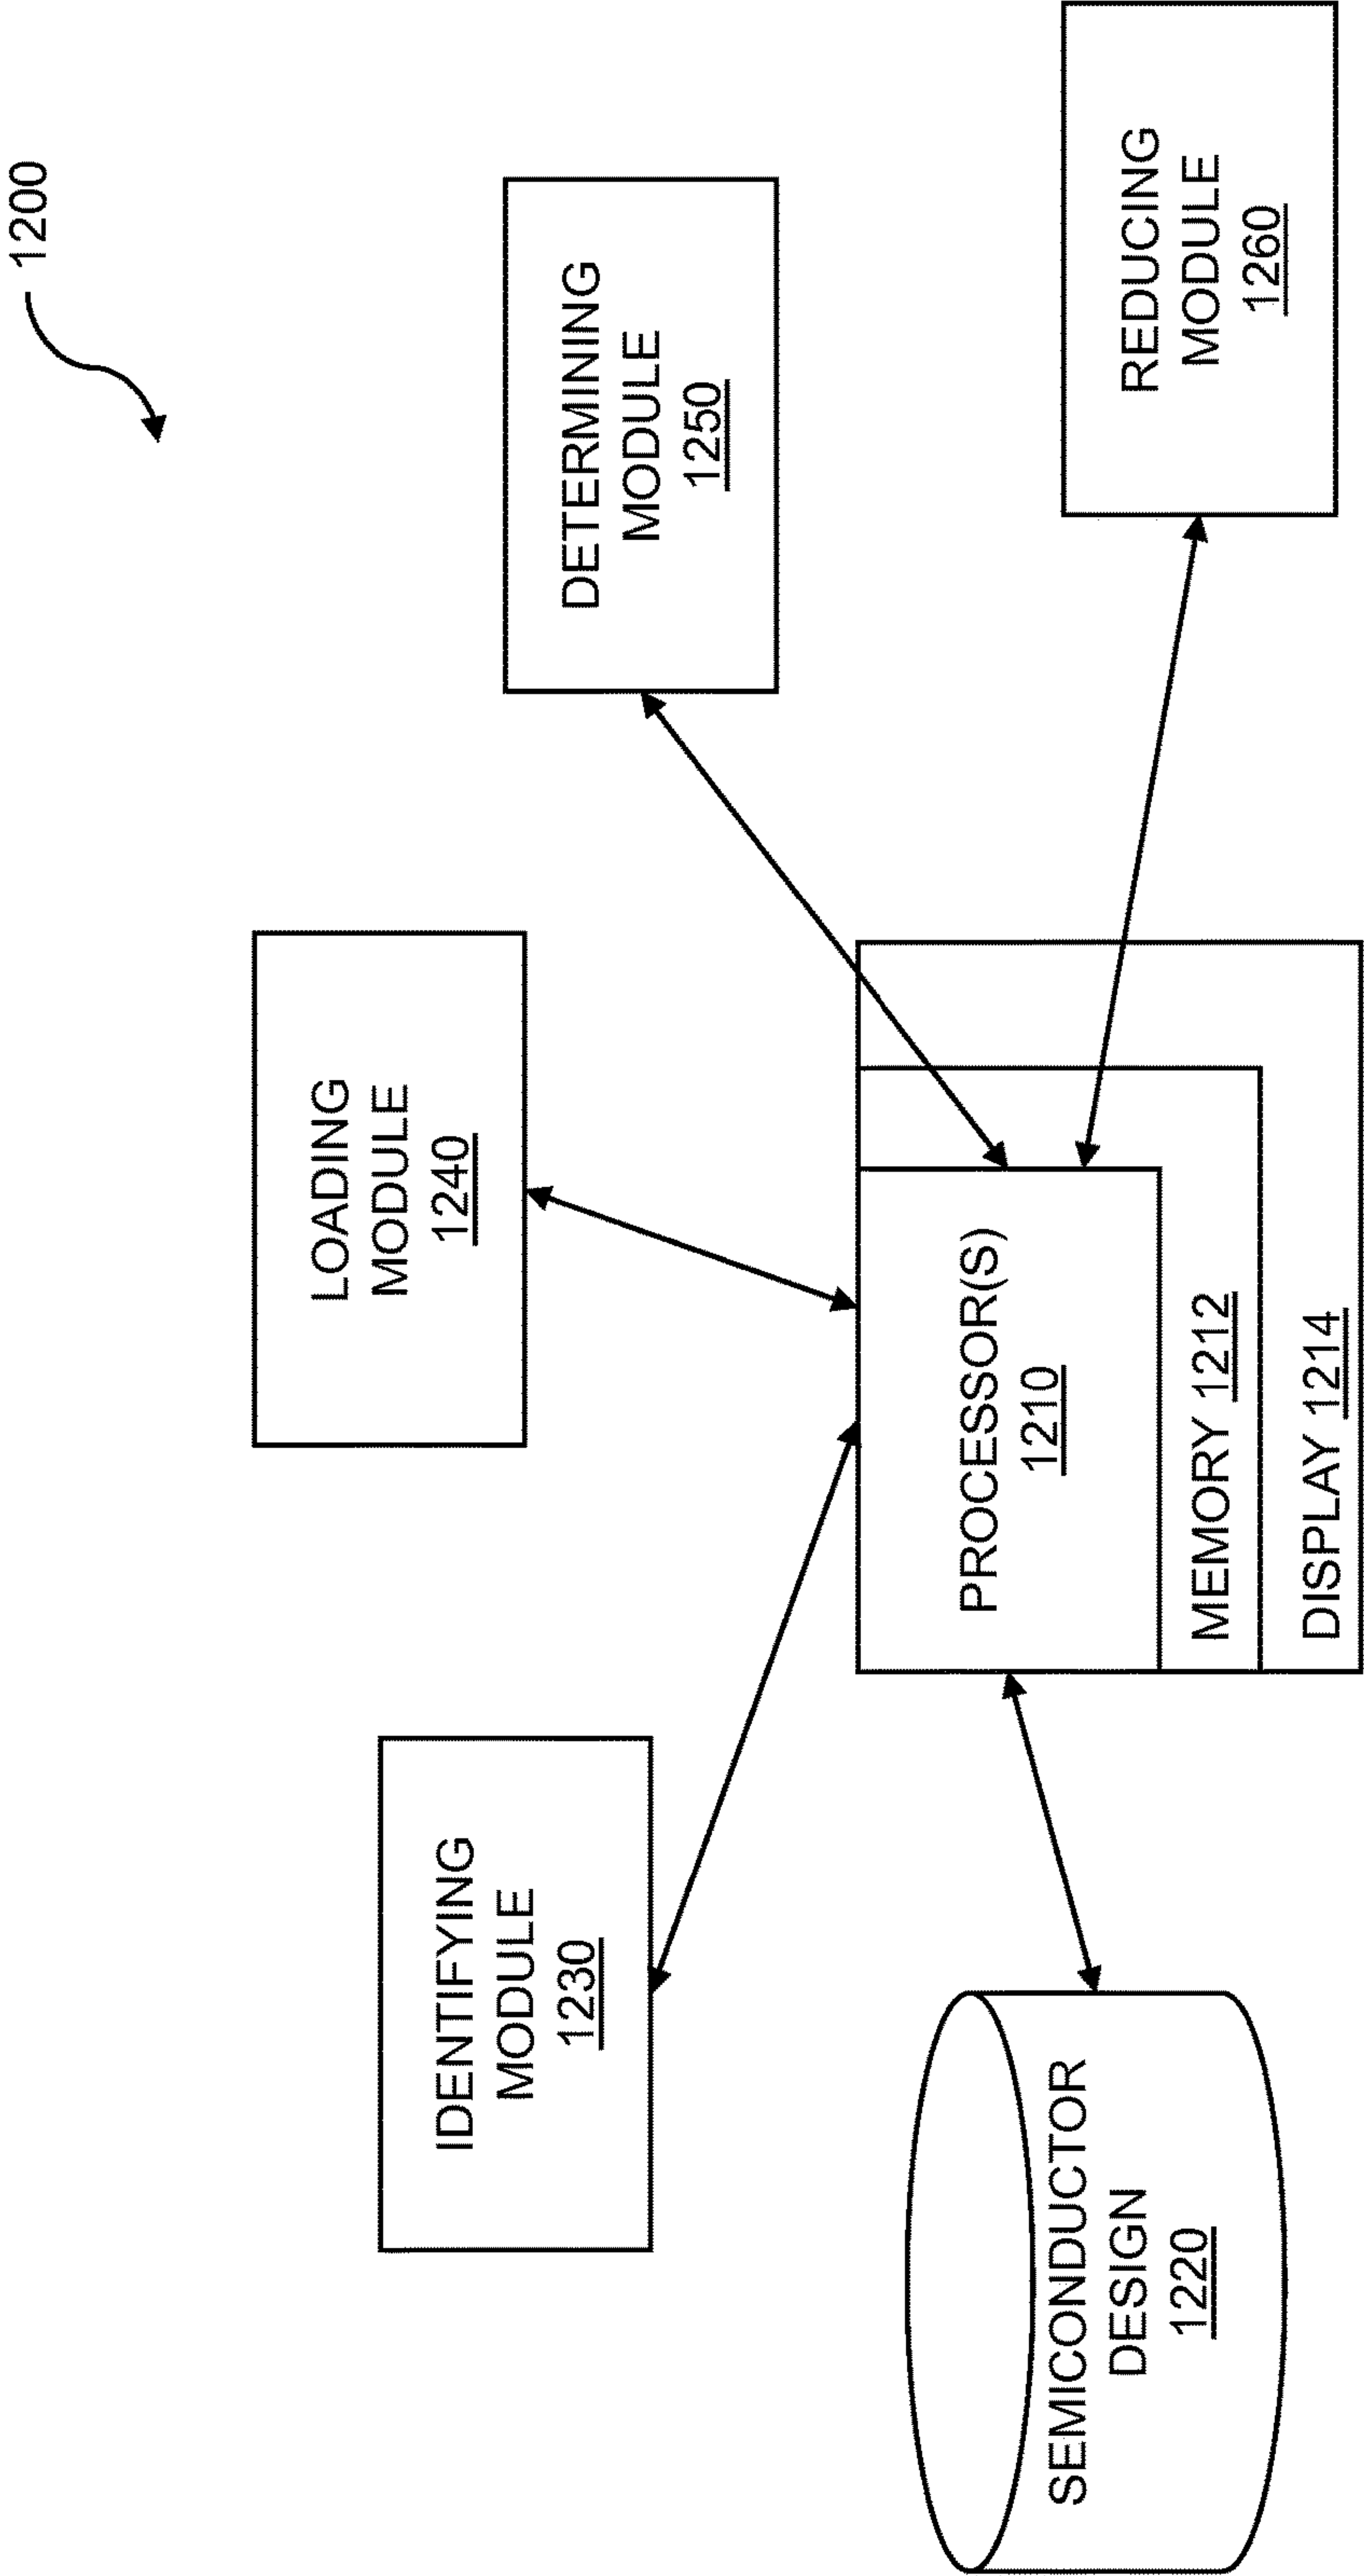 1200
IDENTIFYING
MODULE
1230
LOADING
MODULE
1240
DETERMINING
MODULE
1250
REDUCING
MODULE
1260
SEMICONDUCTOR
DESIGN
1220
PROCESSOR(S)
1210
MEMORY 1212
DISPLAY 1214